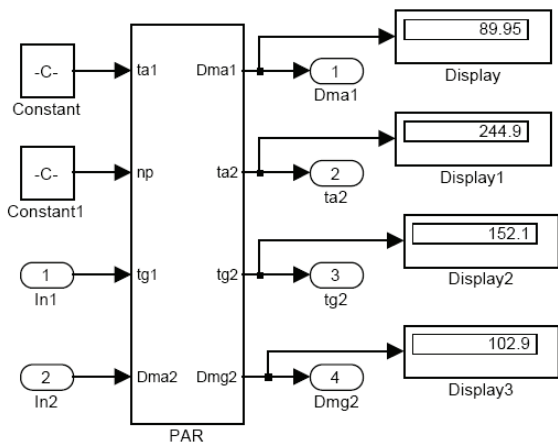 -C-
Constant
-C-
Constant1
1
In1
2
In2
ta1
np
tg1
Dma2
Dma1
ta2
tg2
Dmg2
PAR
1
Dma1
2
ta2
3
tg2
4
Dmg2
89.95
Display
244.9
Display1
152.1
Display2
102.9
Display3